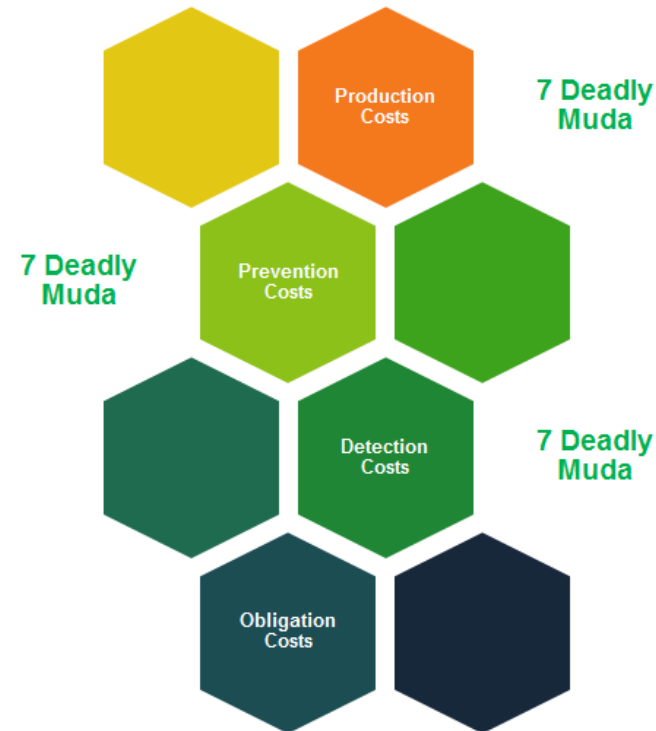 Production
Costs
7 Deadly
Muda
7 Deadly
Muda
Prevention
Costs
Detection
Costs
7 Deadly
Muda
Obligation
Costs